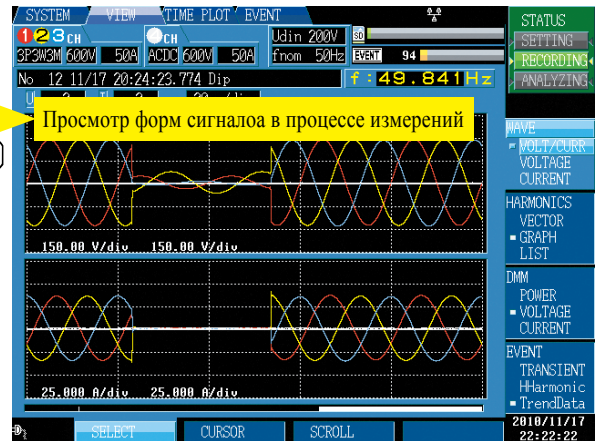 SYSTEM VIEW TIME PLOT EVENT
1 2 3 CH CH Udin 200V SD
3P3W3M 600V 50A ACDC 600V 50A fnom 50Hz EVENT 94
No 12 11/17 20:24:23.774 Dip f:49.841Hz
Просмотр форм сигналоа в процессе измерений
150.00 V/div 150.00 V/div
25.000 A/div 25.000 A/div
SELECT CURSOR SCROLL
STATUS
SETTING
RECORDING
ANALYZING
WAVE
VOLT/CURR
VOLTAGE
CURRENT
HARMONICS
VECTOR
GRAPH
LIST
DMM
POWER
VOLTAGE
CURRENT
EVENT
TRANSIENT
HHarmonic
TrendData
2010/11/17
22:22:22